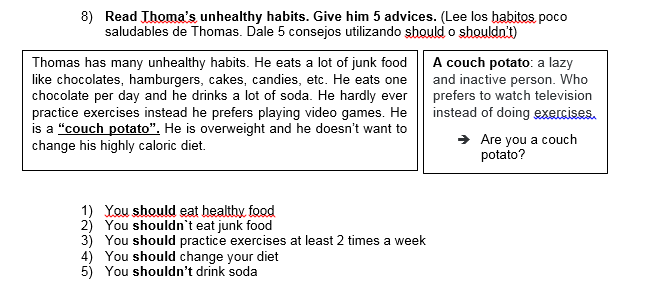 8) Read Thoma's unhealthy habits. Give him 5 advices. (Lee los habitos poco
saludables de Thomas. Dale 5 consejos utilizando should o shouldn't)
Thomas has many unhealthy habits. He eats a lot of junk food
like chocolates, hamburgers, cakes, candies, etc. He eats one
chocolate per day and he drinks a lot of soda. He hardly ever
practice exercises instead he prefers playing video games. He
is a “couch potato”. He is overweight and he doesn't want to
change his highly caloric diet.
A couch potato: a lazy
and inactive person. Who
prefers to watch television
instead of doing exercises.
➔ Are you a couch
potato?
1) You should eat healthy food
2) You shouldn`t eat junk food
3) You should practice exercises at least 2 times a week
4) You should change your diet
5) You shouldn't drink soda